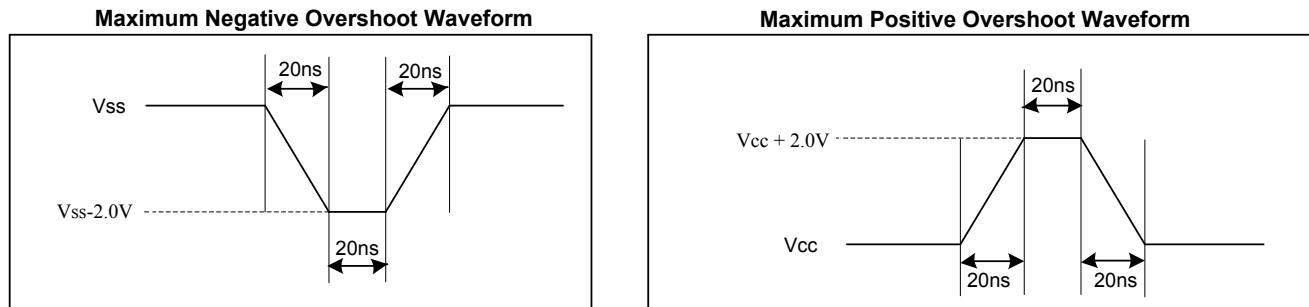 Maximum Negative Overshoot Waveform
20ns
20ns
Vss
Vss-2.0V
20ns
Maximum Positive Overshoot Waveform
20ns
Vcc + 2.0V
Vcc
20ns
20ns